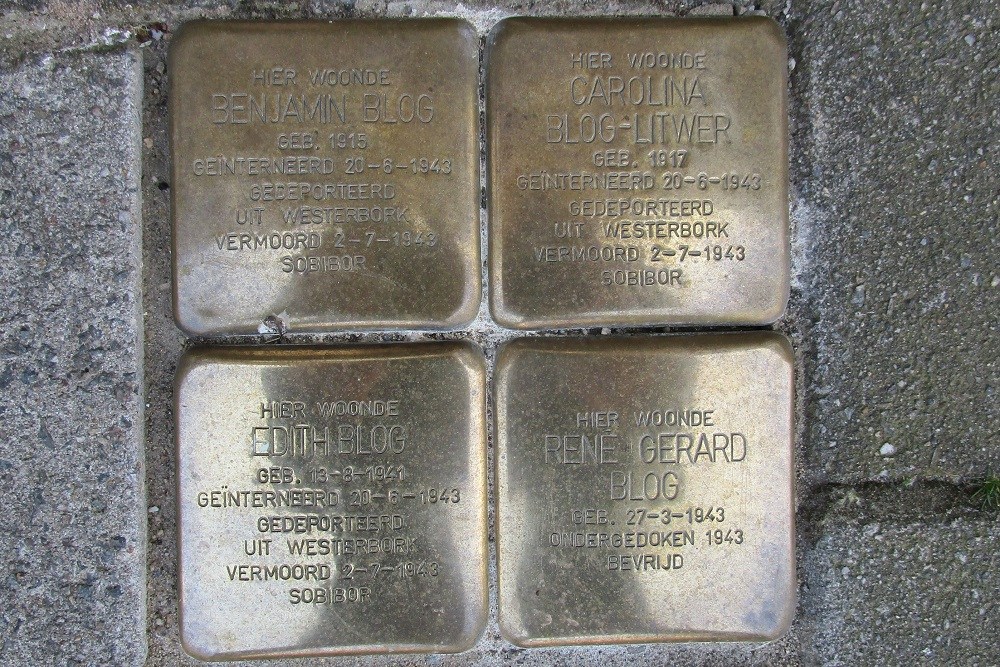 HIER WOONDE
BENJAMIN BLOG
GEB. 1915
GEÏNTERNEERD 20-6-1943
GEDEPORTEERD
UIT WESTERBORK
VERMOORD 2-7-1943
SOBIBOR
HIER WOONDE
CAROLINA
BLOG-LITWER
GEB. 1917
GEÏNTERNEERD 20-6-1943
GEDEPORTEERD
UIT WESTERBORK
VERMOORD 2-7-1943
SOBIBOR
HIER WOONDE
EDITH BLOG
GEB. 13-8-1941
GEÏNTERNEERD 20-6-1943
GEDEPORTEERD
UIT WESTERBORK
VERMOORD 2-7-1943
SOBIBOR
HIER WOONDE
RENÉ GERARD
BLOG
GEB. 27-3-1943
ONDERGEDOKEN 1943
BEVRIJD